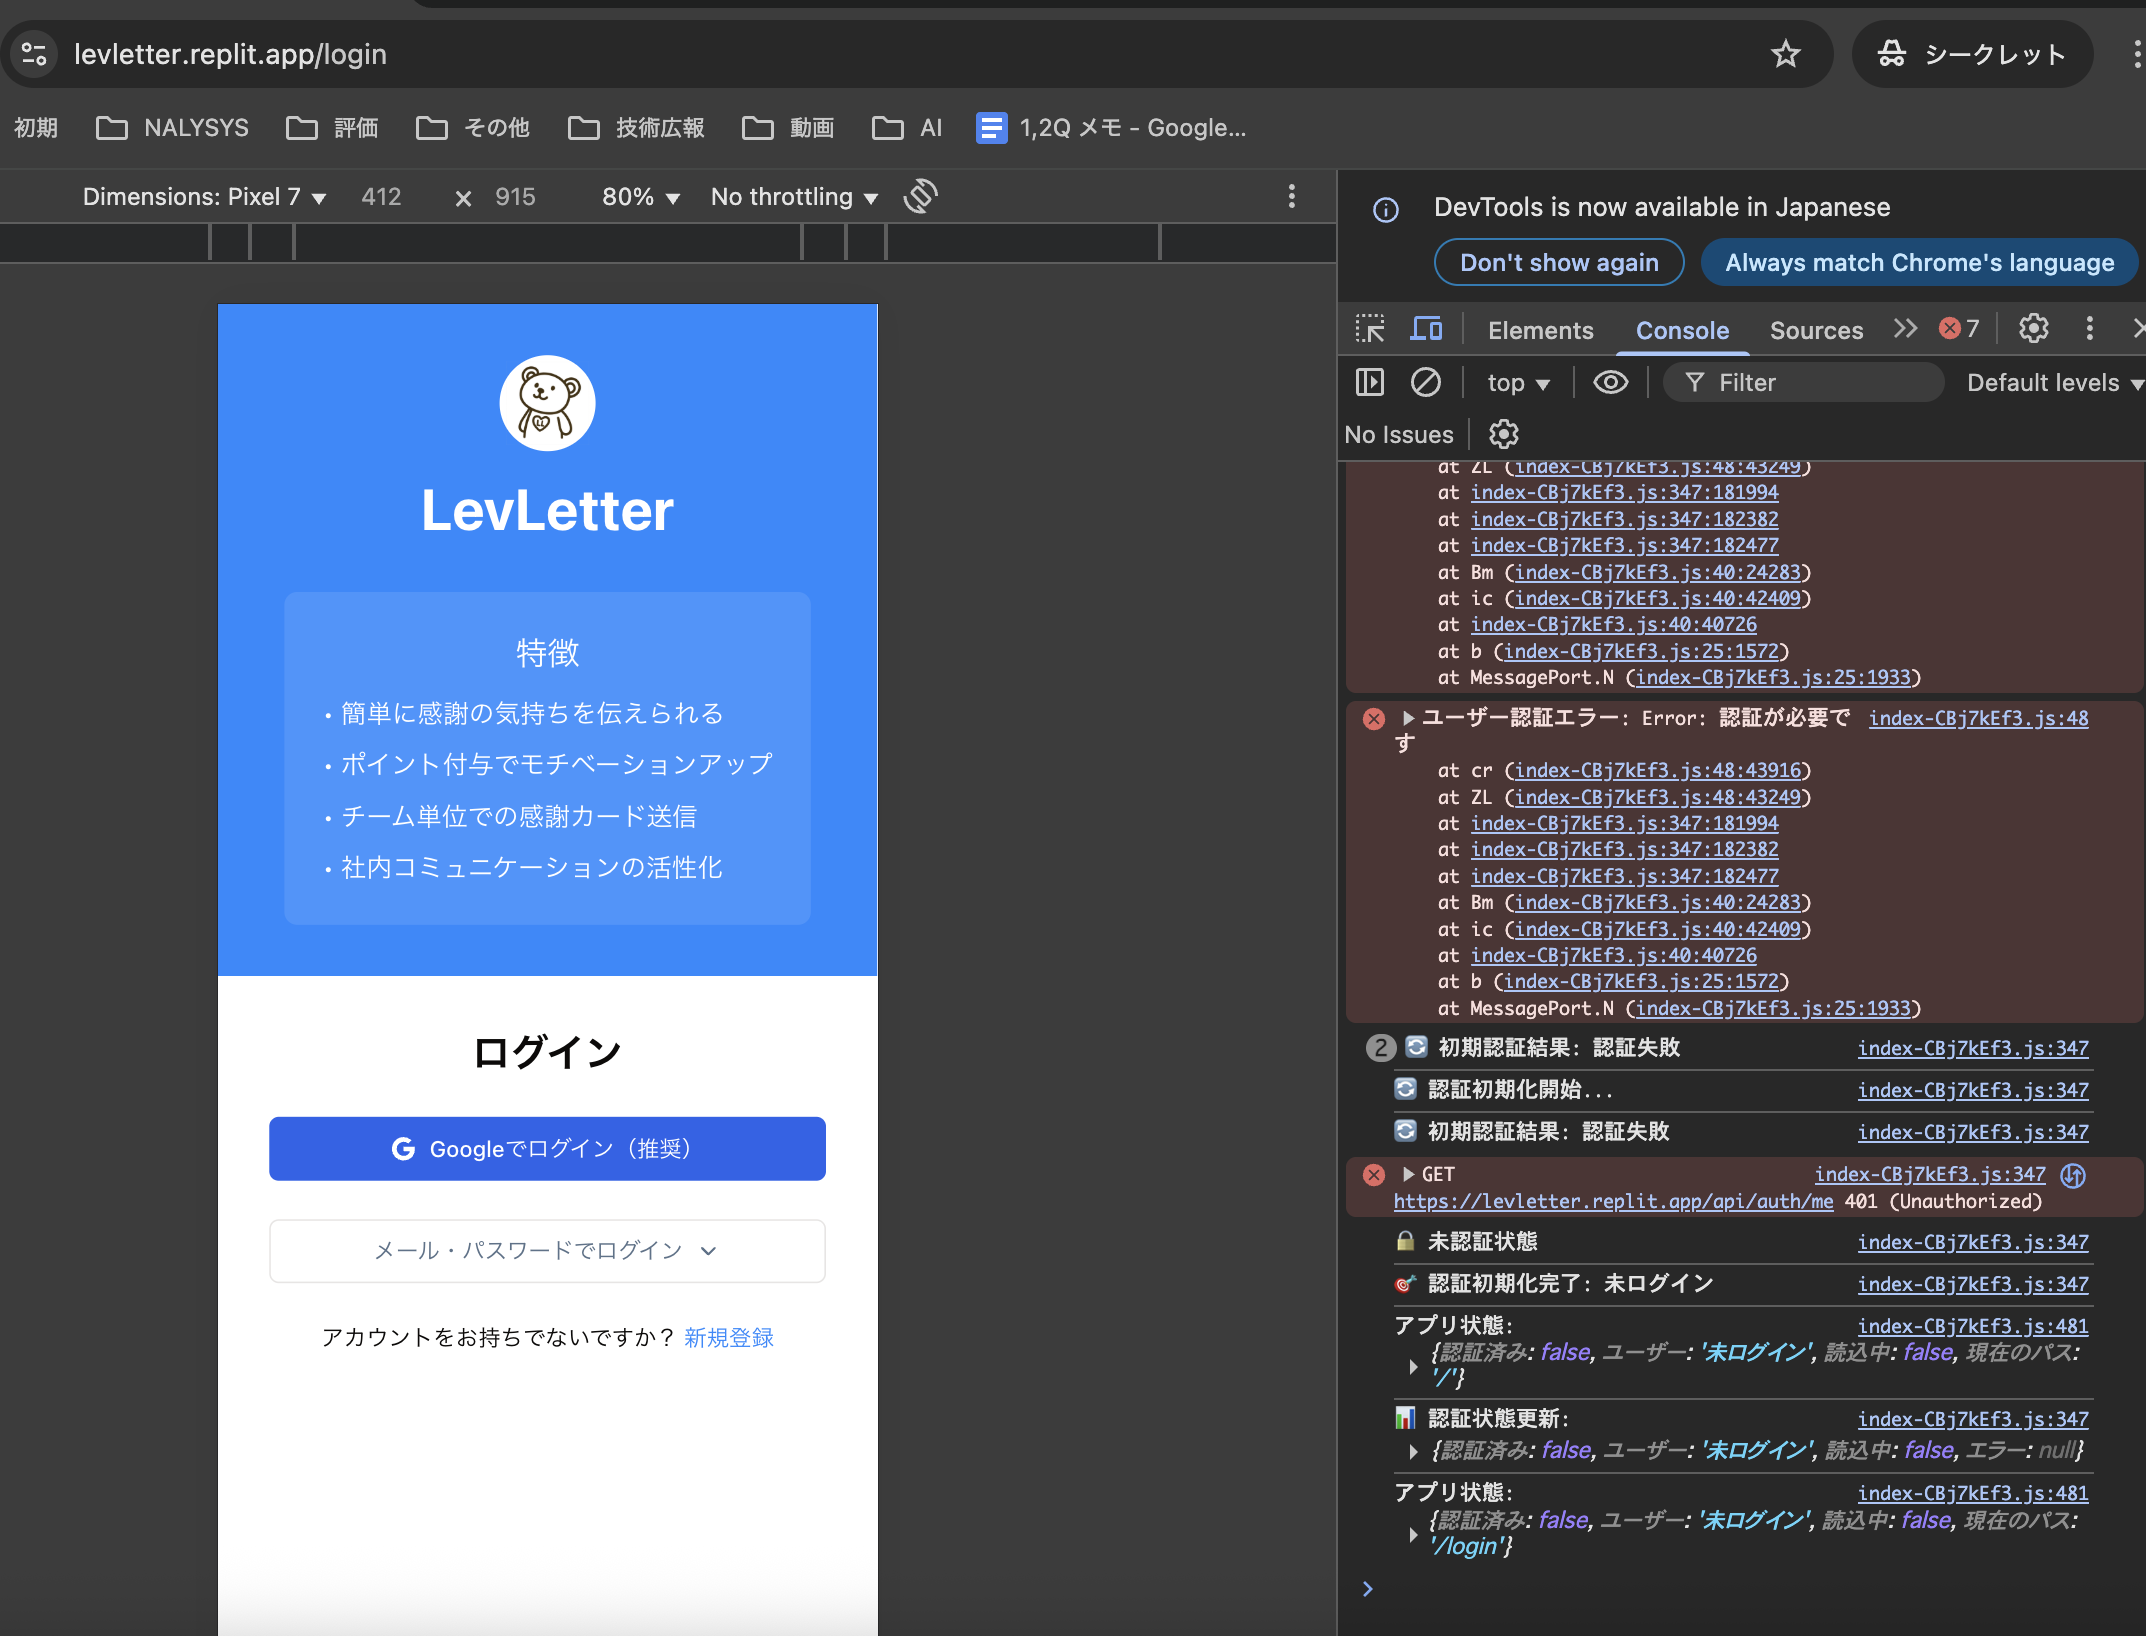 levletter.replit.app/login
シークレット
初期
NALYSYS
評価
その他
技術広報
動画
AI
1,2Q メモ - Google...
Dimensions: Pixel 7
412
×
915
80%
No throttling
LevLetter
特徴
• 簡単に感謝の気持ちを伝えられる
• ポイント付与でモチベーションアップ
• チーム単位での感謝カード送信
• 社内コミュニケーションの活性化
ログイン
Googleでログイン（推奨）
メール・パスワードでログイン
アカウントをお持ちでないですか？ 新規登録
DevTools is now available in Japanese
Don't show again
Always match Chrome's language
Elements
Console
Sources
7
top
Filter
Default levels
No Issues
at ZL (index-CBj7kEf3.js:48:43249)
at index-CBj7kEf3.js:347:181994
at index-CBj7kEf3.js:347:182382
at index-CBj7kEf3.js:347:182477
at Bm (index-CBj7kEf3.js:40:24283)
at ic (index-CBj7kEf3.js:40:42409)
at index-CBj7kEf3.js:40:40726
at b (index-CBj7kEf3.js:25:1572)
at MessagePort.N (index-CBj7kEf3.js:25:1933)
ユーザー認証エラー: Error: 認証が必要で index-CBj7kEf3.js:48
す
at cr (index-CBj7kEf3.js:48:43916)
at ZL (index-CBj7kEf3.js:48:43249)
at index-CBj7kEf3.js:347:181994
at index-CBj7kEf3.js:347:182382
at index-CBj7kEf3.js:347:182477
at Bm (index-CBj7kEf3.js:40:24283)
at ic (index-CBj7kEf3.js:40:42409)
at index-CBj7kEf3.js:40:40726
at b (index-CBj7kEf3.js:25:1572)
at MessagePort.N (index-CBj7kEf3.js:25:1933)
2 🔄 初期認証結果: 認証失敗 index-CBj7kEf3.js:347
🔄 認証初期化開始... index-CBj7kEf3.js:347
🔄 初期認証結果: 認証失敗 index-CBj7kEf3.js:347
GET index-CBj7kEf3.js:347
https://levletter.replit.app/api/auth/me 401 (Unauthorized)
🔒 未認証状態 index-CBj7kEf3.js:347
🎯 認証初期化完了: 未ログイン index-CBj7kEf3.js:347
アプリ状態: index-CBj7kEf3.js:481
{認証済み: false, ユーザー: '未ログイン', 読込中: false, 現在のパス:
'/'}
📊 認証状態更新: index-CBj7kEf3.js:347
{認証済み: false, ユーザー: '未ログイン', 読込中: false, エラー: null}
アプリ状態: index-CBj7kEf3.js:481
{認証済み: false, ユーザー: '未ログイン', 読込中: false, 現在のパス:
'/login'}